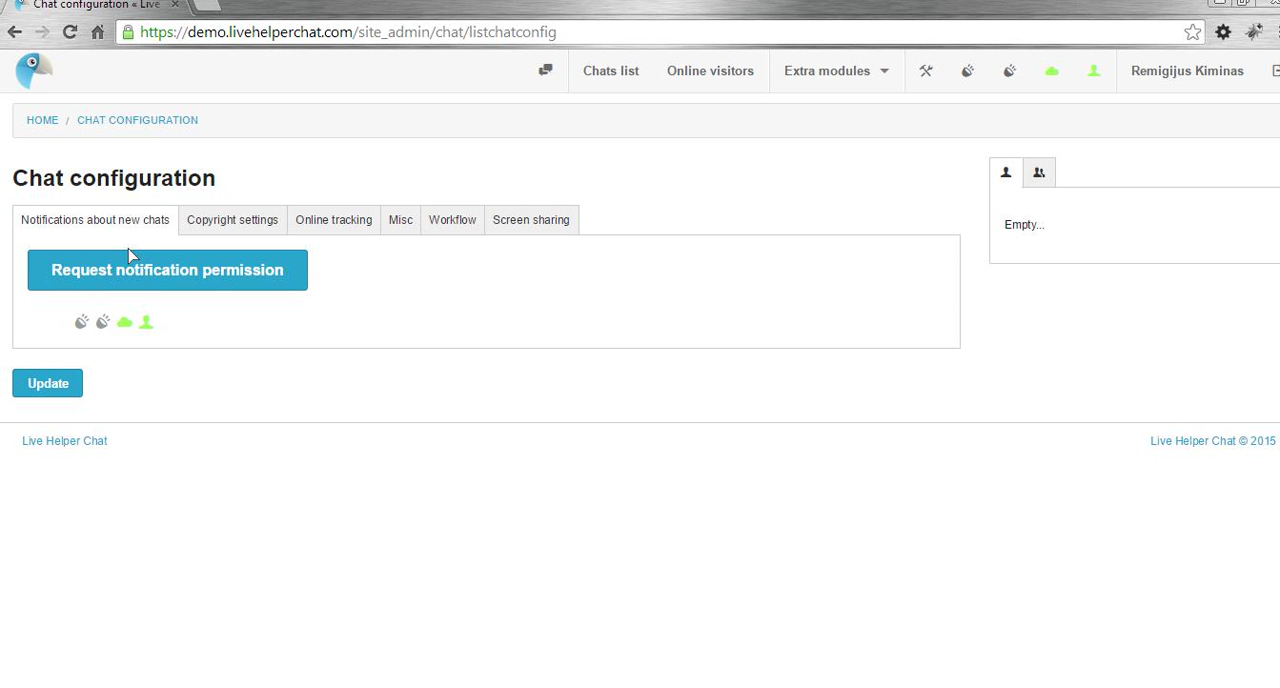 Chat configuration « Live
https://demo.livehelperchat.com/site_admin/chat/listchatconfig
Chats list
Online visitors
Extra modules
Remigijus Kiminas
HOME / CHAT CONFIGURATION
Chat configuration
Notifications about new chats
Copyright settings
Online tracking
Misc
Workflow
Screen sharing
Empty...
Request notification permission
Update
Live Helper Chat
Live Helper Chat © 2015